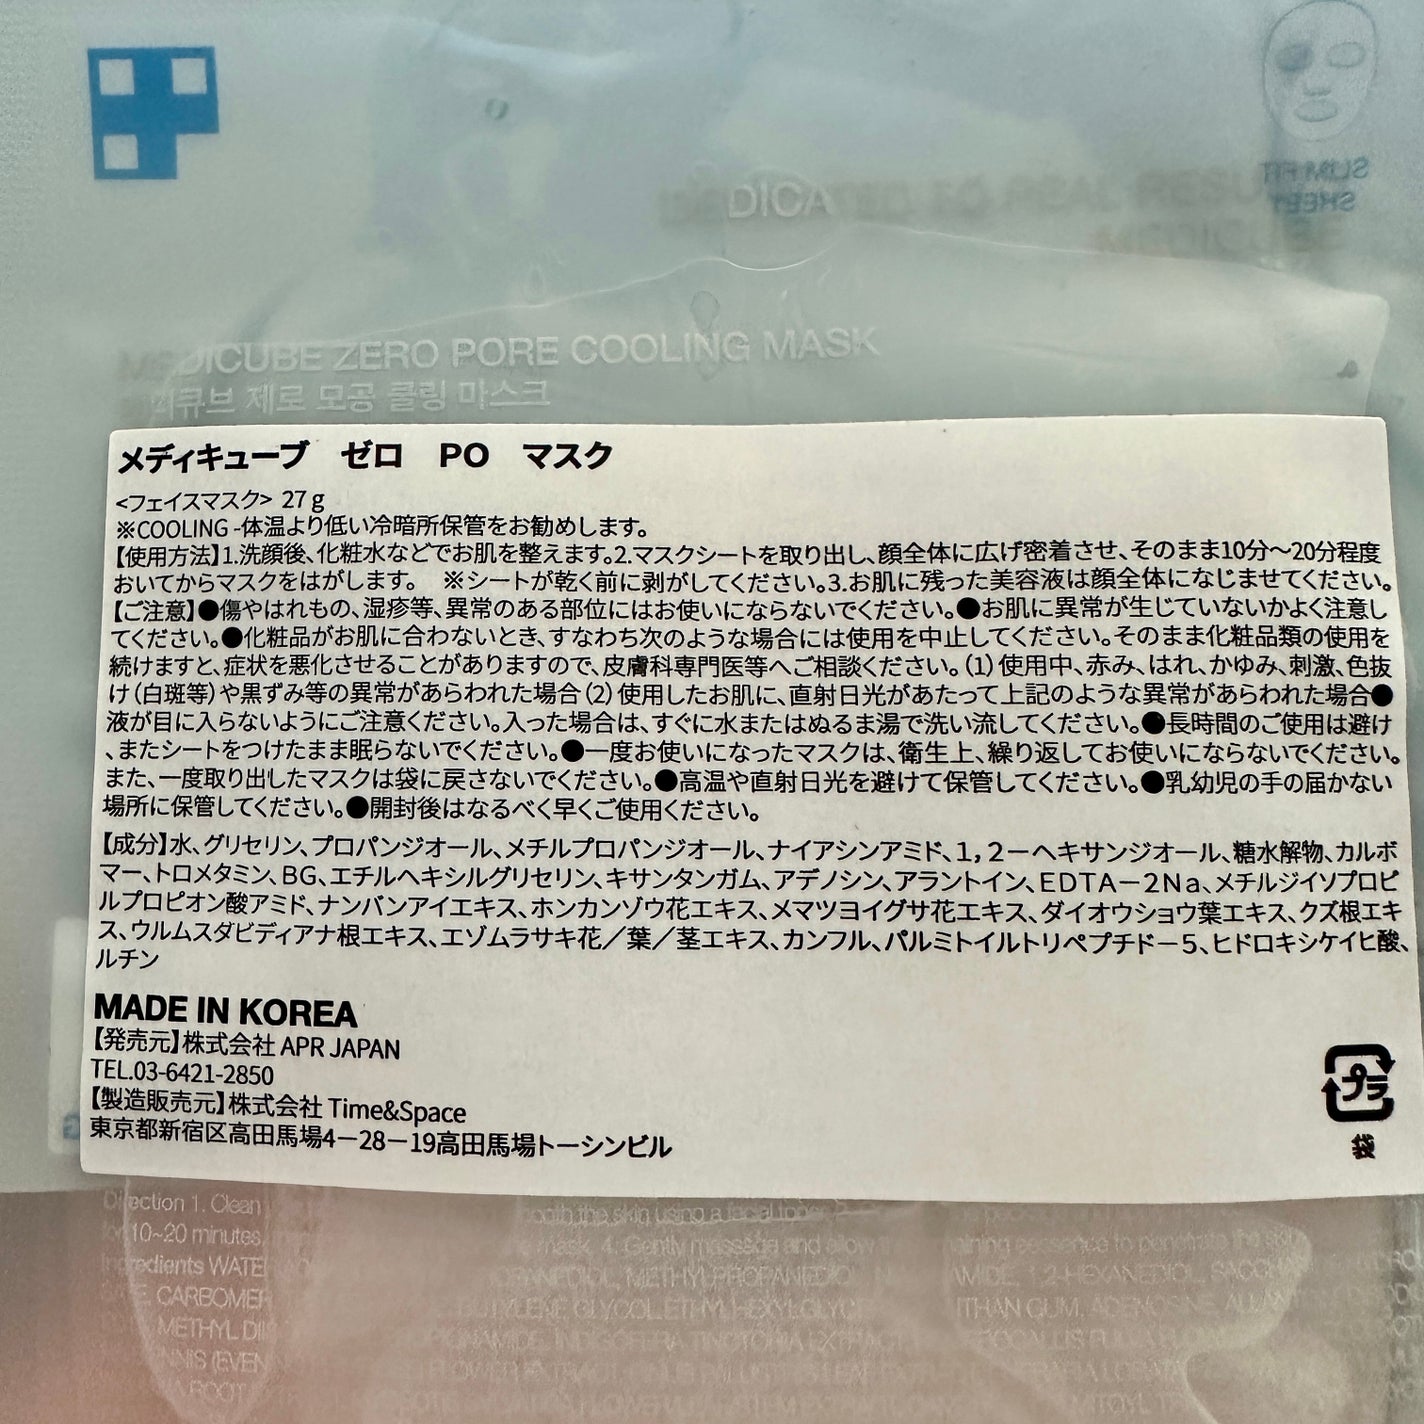 SLIM FIT
SHEET
DICA
DICUBE ZERO PORE COOLING MASK
큐브 제로 모공 쿨링 마스크
メディキューブ　ゼロ　PO　マスク
<フェイスマスク> 27g
※COOLING -体温より低い冷暗所保管をお勧めします。
【使用方法】1.洗顔後、化粧水などでお肌を整えます。2.マスクシートを取り出し、顔全体に広げ密着させ、そのまま10分～20分程度
おいてからマスクをはがします。　※シートが乾く前に剥がしてください。3.お肌に残った美容液は顔全体になじませてください。
【ご注意】●傷やはれもの、湿疹等、異常のある部位にはお使いにならないでください。●お肌に異常が生じていないかよく注意し
てください。●化粧品がお肌に合わないとき、すなわち次のような場合には使用を中止してください。そのまま化粧品類の使用を
続けますと、症状を悪化させることがありますので、皮膚科専門医等へご相談ください。(1) 使用中、赤み、はれ、かゆみ、刺激、色抜
け（白斑等）や黒ずみ等の異常があらわれた場合（2）使用したお肌に、直射日光があたって上記のような異常があらわれた場合●
液が目に入らないようにご注意ください。入った場合は、すぐに水またはぬるま湯で洗い流してください。●長時間のご使用は避け
、またシートをつけたまま眠らないでください。●一度お使いになったマスクは、衛生上、繰り返してお使いにならないでください。
また、一度取り出したマスクは袋に戻さないでください。●高温や直射日光を避けて保管してください。●乳幼児の手の届かない
場所に保管してください。●開封後はなるべく早くご使用ください。
【成分】水、グリセリン、プロパンジオール、メチルプロパンジオール、ナイアシンアミド、１，２－ヘキサンジオール、糖水解物、カルボ
マー、トロメタミン、BG、エチルヘキシルグリセリン、キサンタンガム、アデノシン、アラントイン、ＥＤＴＡ－２Ｎａ、メチルジイソプロピ
ルプロピオン酸アミド、ナンバンアイエキス、ホンカンゾウ花エキス、メマツヨイグサ花エキス、ダイオウショウ葉エキス、クズ根エキ
ス、ウルムスダビディアナ根エキス、エゾムラサキ花／葉／茎エキス、カンフル、パルミトイルトリペプチド－５、ヒドロキシケイヒ酸、
ルチン
MADE IN KOREA
【発売元】株式会社 APR JAPAN
TEL.03-6421-2850
【製造販売元】株式会社 Time&Space
東京都新宿区高田馬場4－28－19高田馬場トーシンビル
プラ
袋
Direction 1. Clean
10~20 minutes
the skin using a facial
mask. 4. Gently massage and allow
essence to penetrate the
Ingredients WATE
METHYLPROPANEDIOL
1,2-HEXANEDIOL
CARBOMER
BUTYLENE GLYCOL, ETHYLHEXYLGLYC
THAN GUM, ADENOSINE
METHYL DII
ROOT